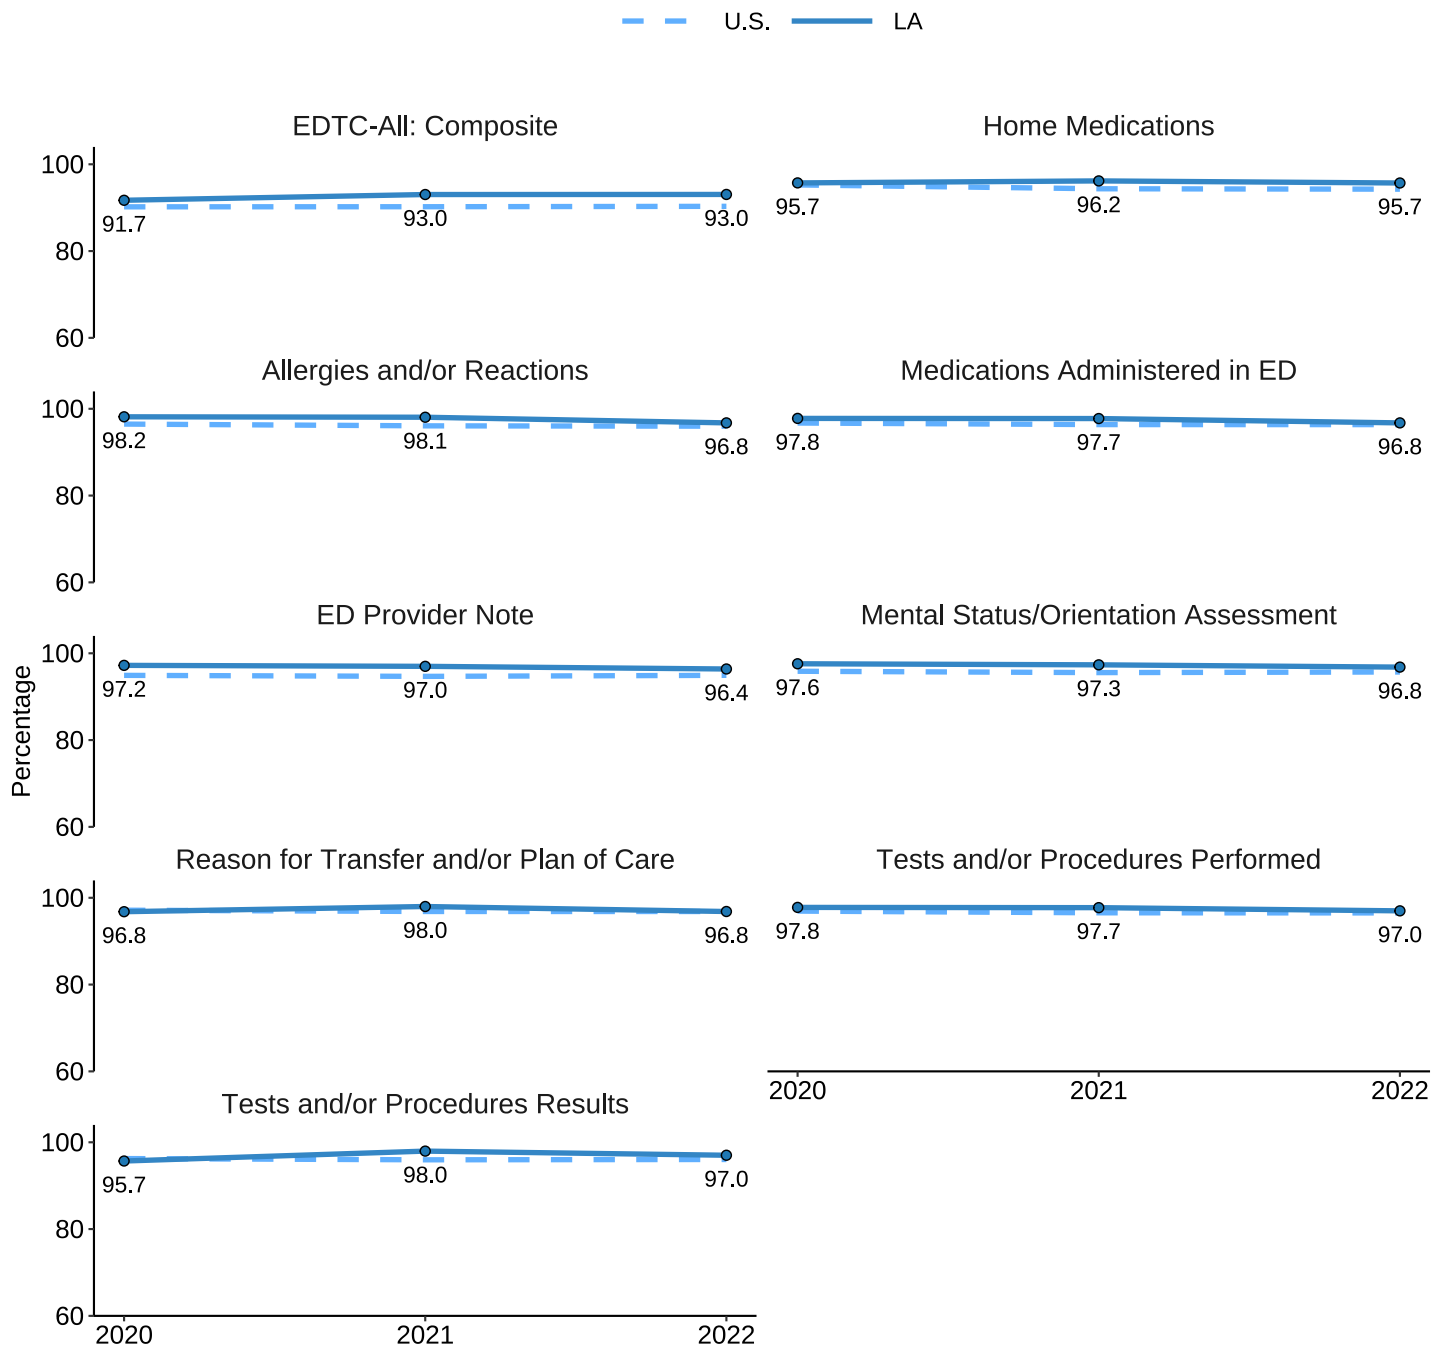 U.S. LA
EDTC-All: Composite
Home Medications
100
80
60
91.7 93.0 93.0
95.7 96.2 95.7
Allergies and/or Reactions
Medications Administered in ED
100
80
60
98.2 98.1 96.8
97.8 97.7 96.8
ED Provider Note
Mental Status/Orientation Assessment
Percentage
100
80
60
97.2 97.0 96.4
97.6 97.3 96.8
Reason for Transfer and/or Plan of Care
Tests and/or Procedures Performed
100
80
60
96.8 98.0 96.8
97.8 97.7 97.0
2020 2021 2022
Tests and/or Procedures Results
100
80
60
95.7 98.0 97.0
2020 2021 2022